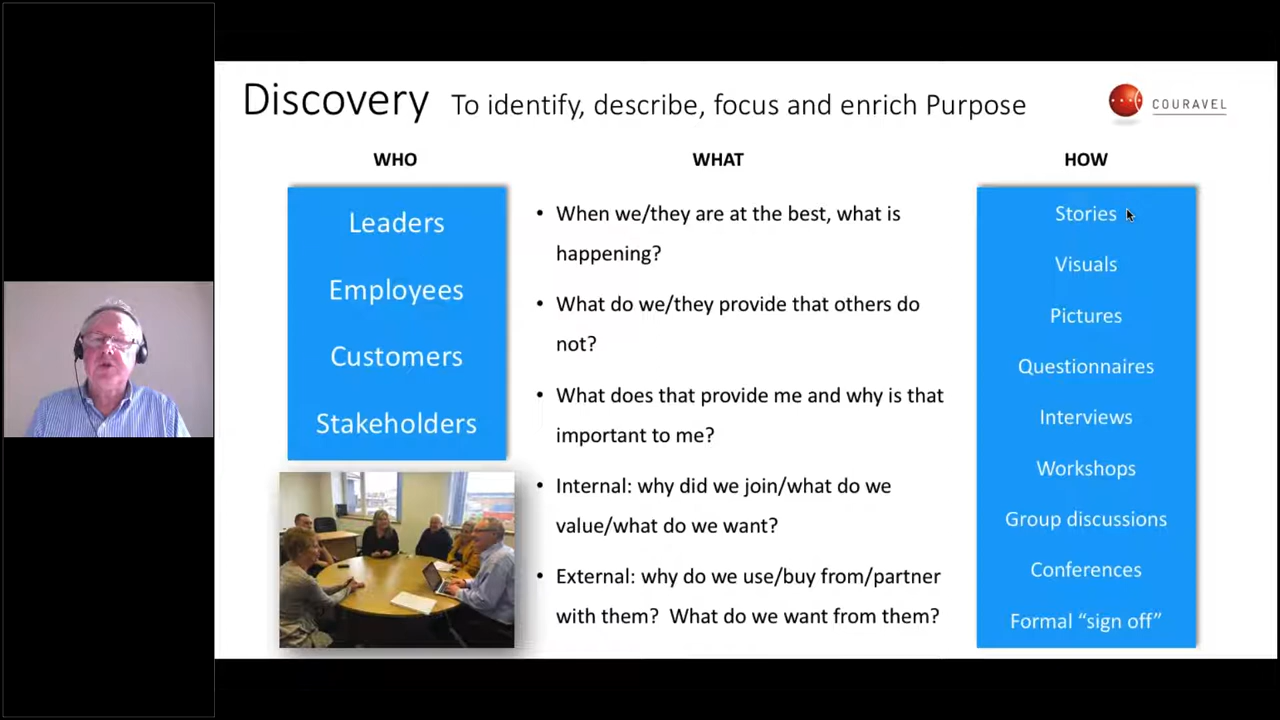 Discovery To identify, describe, focus and enrich Purpose
COURAVEL
WHO
Leaders
Employees
Customers
Stakeholders
WHAT
• When we/they are at the best, what is
happening?
• What do we/they provide that others do
not?
• What does that provide me and why is that
important to me?
• Internal: why did we join/what do we
value/what do we want?
• External: why do we use/buy from/partner
with them? What do we want from them?
HOW
Stories
Visuals
Pictures
Questionnaires
Interviews
Workshops
Group discussions
Conferences
Formal “sign off”